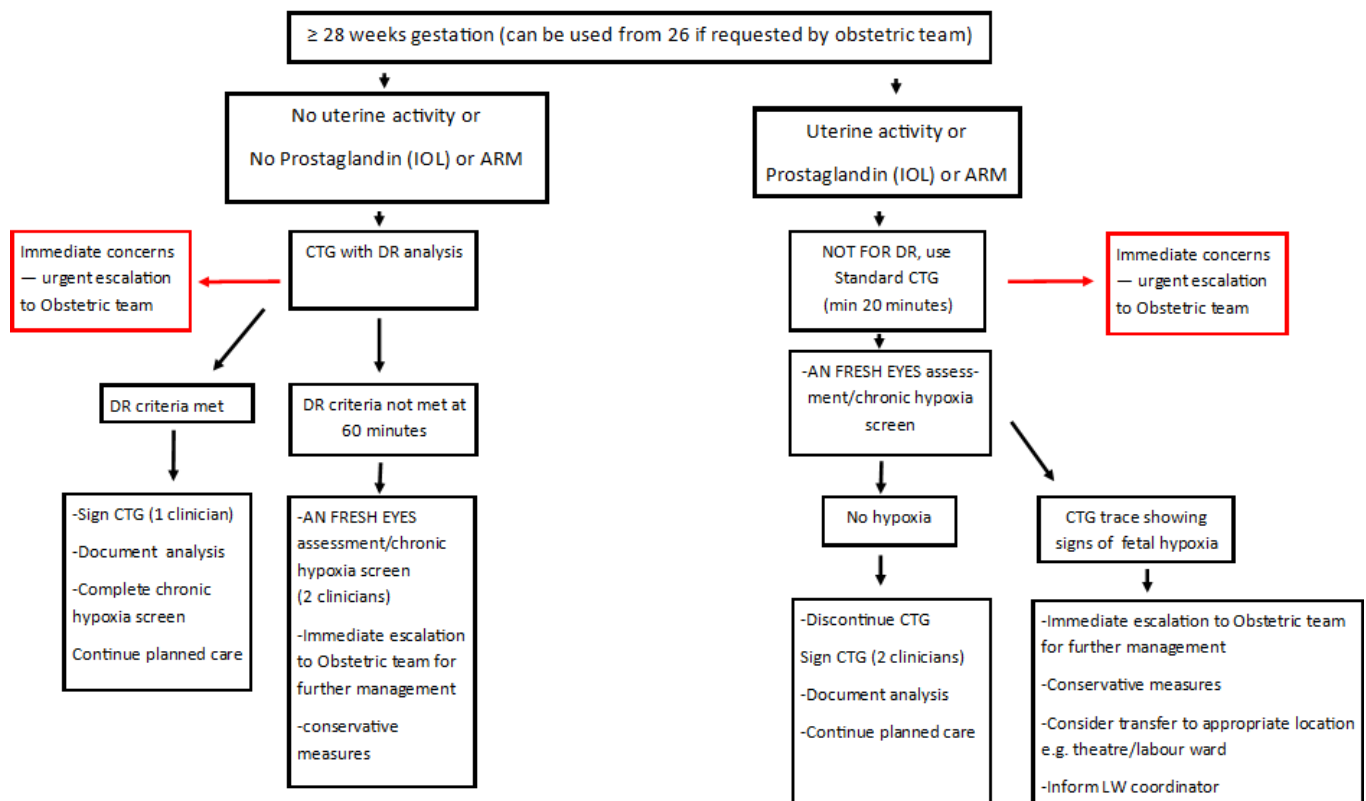 ≥ 28 weeks gestation (can be used from 26 if requested by obstetric team)
No uterine activity or
No Prostaglandin (IOL) or ARM
Uterine activity or
Prostaglandin (IOL) or ARM
Immediate concerns
— urgent escalation
to Obstetric team
CTG with DR analysis
NOT FOR DR, use
Standard CTG
(min 20 minutes)
Immediate concerns
— urgent escalation
to Obstetric team
DR criteria met
DR criteria not met at
60 minutes
-AN FRESH EYES assess-
ment/chronic hypoxia
screen
-Sign CTG (1 clinician)
-Document analysis
-Complete chronic
hypoxia screen
Continue planned care
-AN FRESH EYES
assessment/chronic
hypoxia screen
(2 clinicians)
-Immediate escalation
to Obstetric team for
further management
-conservative
measures
No hypoxia
CTG trace showing
signs of fetal hypoxia
-Discontinue CTG
Sign CTG (2 clinicians)
-Document analysis
-Continue planned care
-Immediate escalation to Obstetric team
for further management
-Conservative measures
-Consider transfer to appropriate location
e.g. theatre/labour ward
-Inform LW coordinator